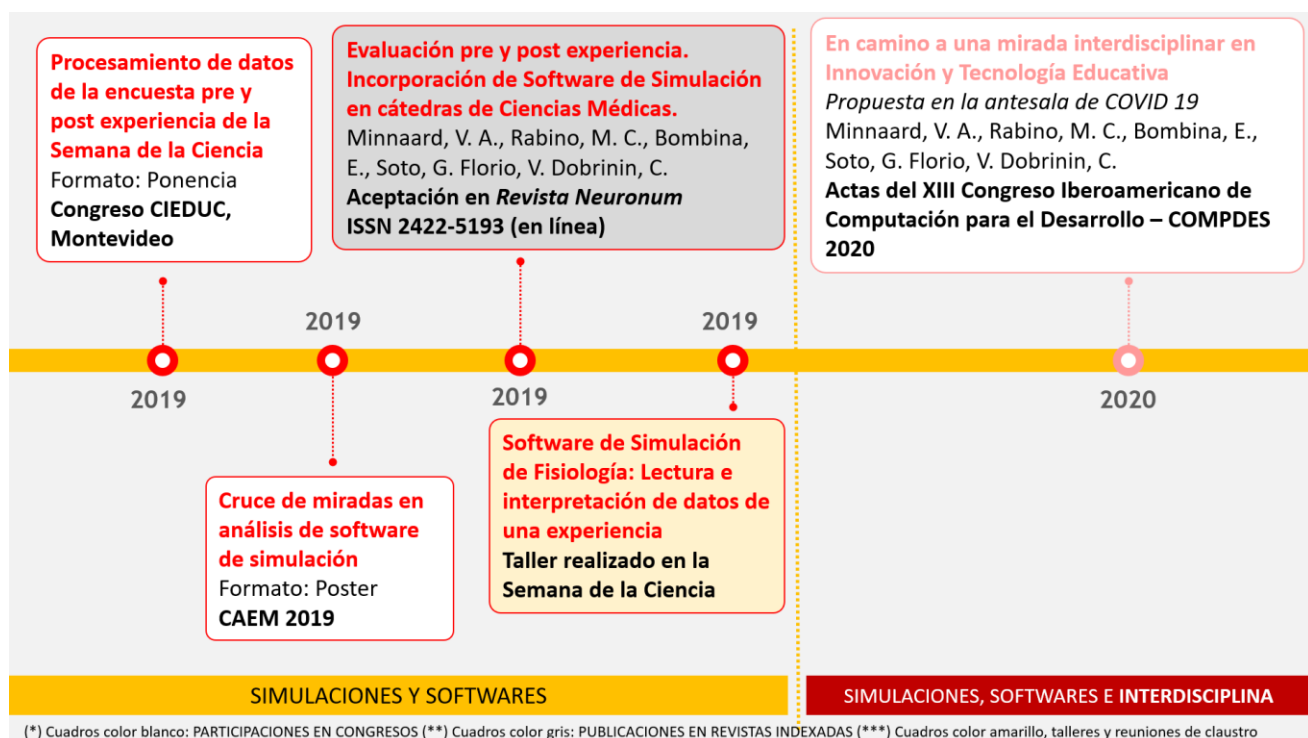 Procesamiento de datos
de la encuesta pre y
post experiencia de la
Semana de la Ciencia
Formato: Ponencia
Congreso CIEDUC,
Montevideo
Evaluación pre y post experiencia.
Incorporación de Software de Simulación
en cátedras de Ciencias Médicas.
Minnaard, V. A., Rabino, M. C., Bombina,
E., Soto, G. Florio, V. Dobrinin, C.
Aceptación en Revista Neuronum
ISSN 2422-5193 (en línea)
En camino a una mirada interdisciplinar en
Innovación y Tecnología Educativa
Propuesta en la antesala de COVID 19
Minnaard, V. A., Rabino, M. C., Bombina, E.,
Soto, G. Florio, V. Dobrinin, C.
Actas del XIII Congreso Iberoamericano de
Computación para el Desarrollo – COMPDES
2020
2019
2019
2019
2019
2020
Cruce de miradas en
análisis de software
de simulación
Formato: Poster
CAEM 2019
Software de Simulación
de Fisiología: Lectura e
interpretación de datos de
una experiencia
Taller realizado en la
Semana de la Ciencia
SIMULACIONES Y SOFTWARES
SIMULACIONES, SOFTWARES E INTERDISCIPLINA
(*) Cuadros color blanco: PARTICIPACIONES EN CONGRESOS (**) Cuadros color gris: PUBLICACIONES EN REVISTAS INDEXADAS (***) Cuadros color amarillo, talleres y reuniones de claustro